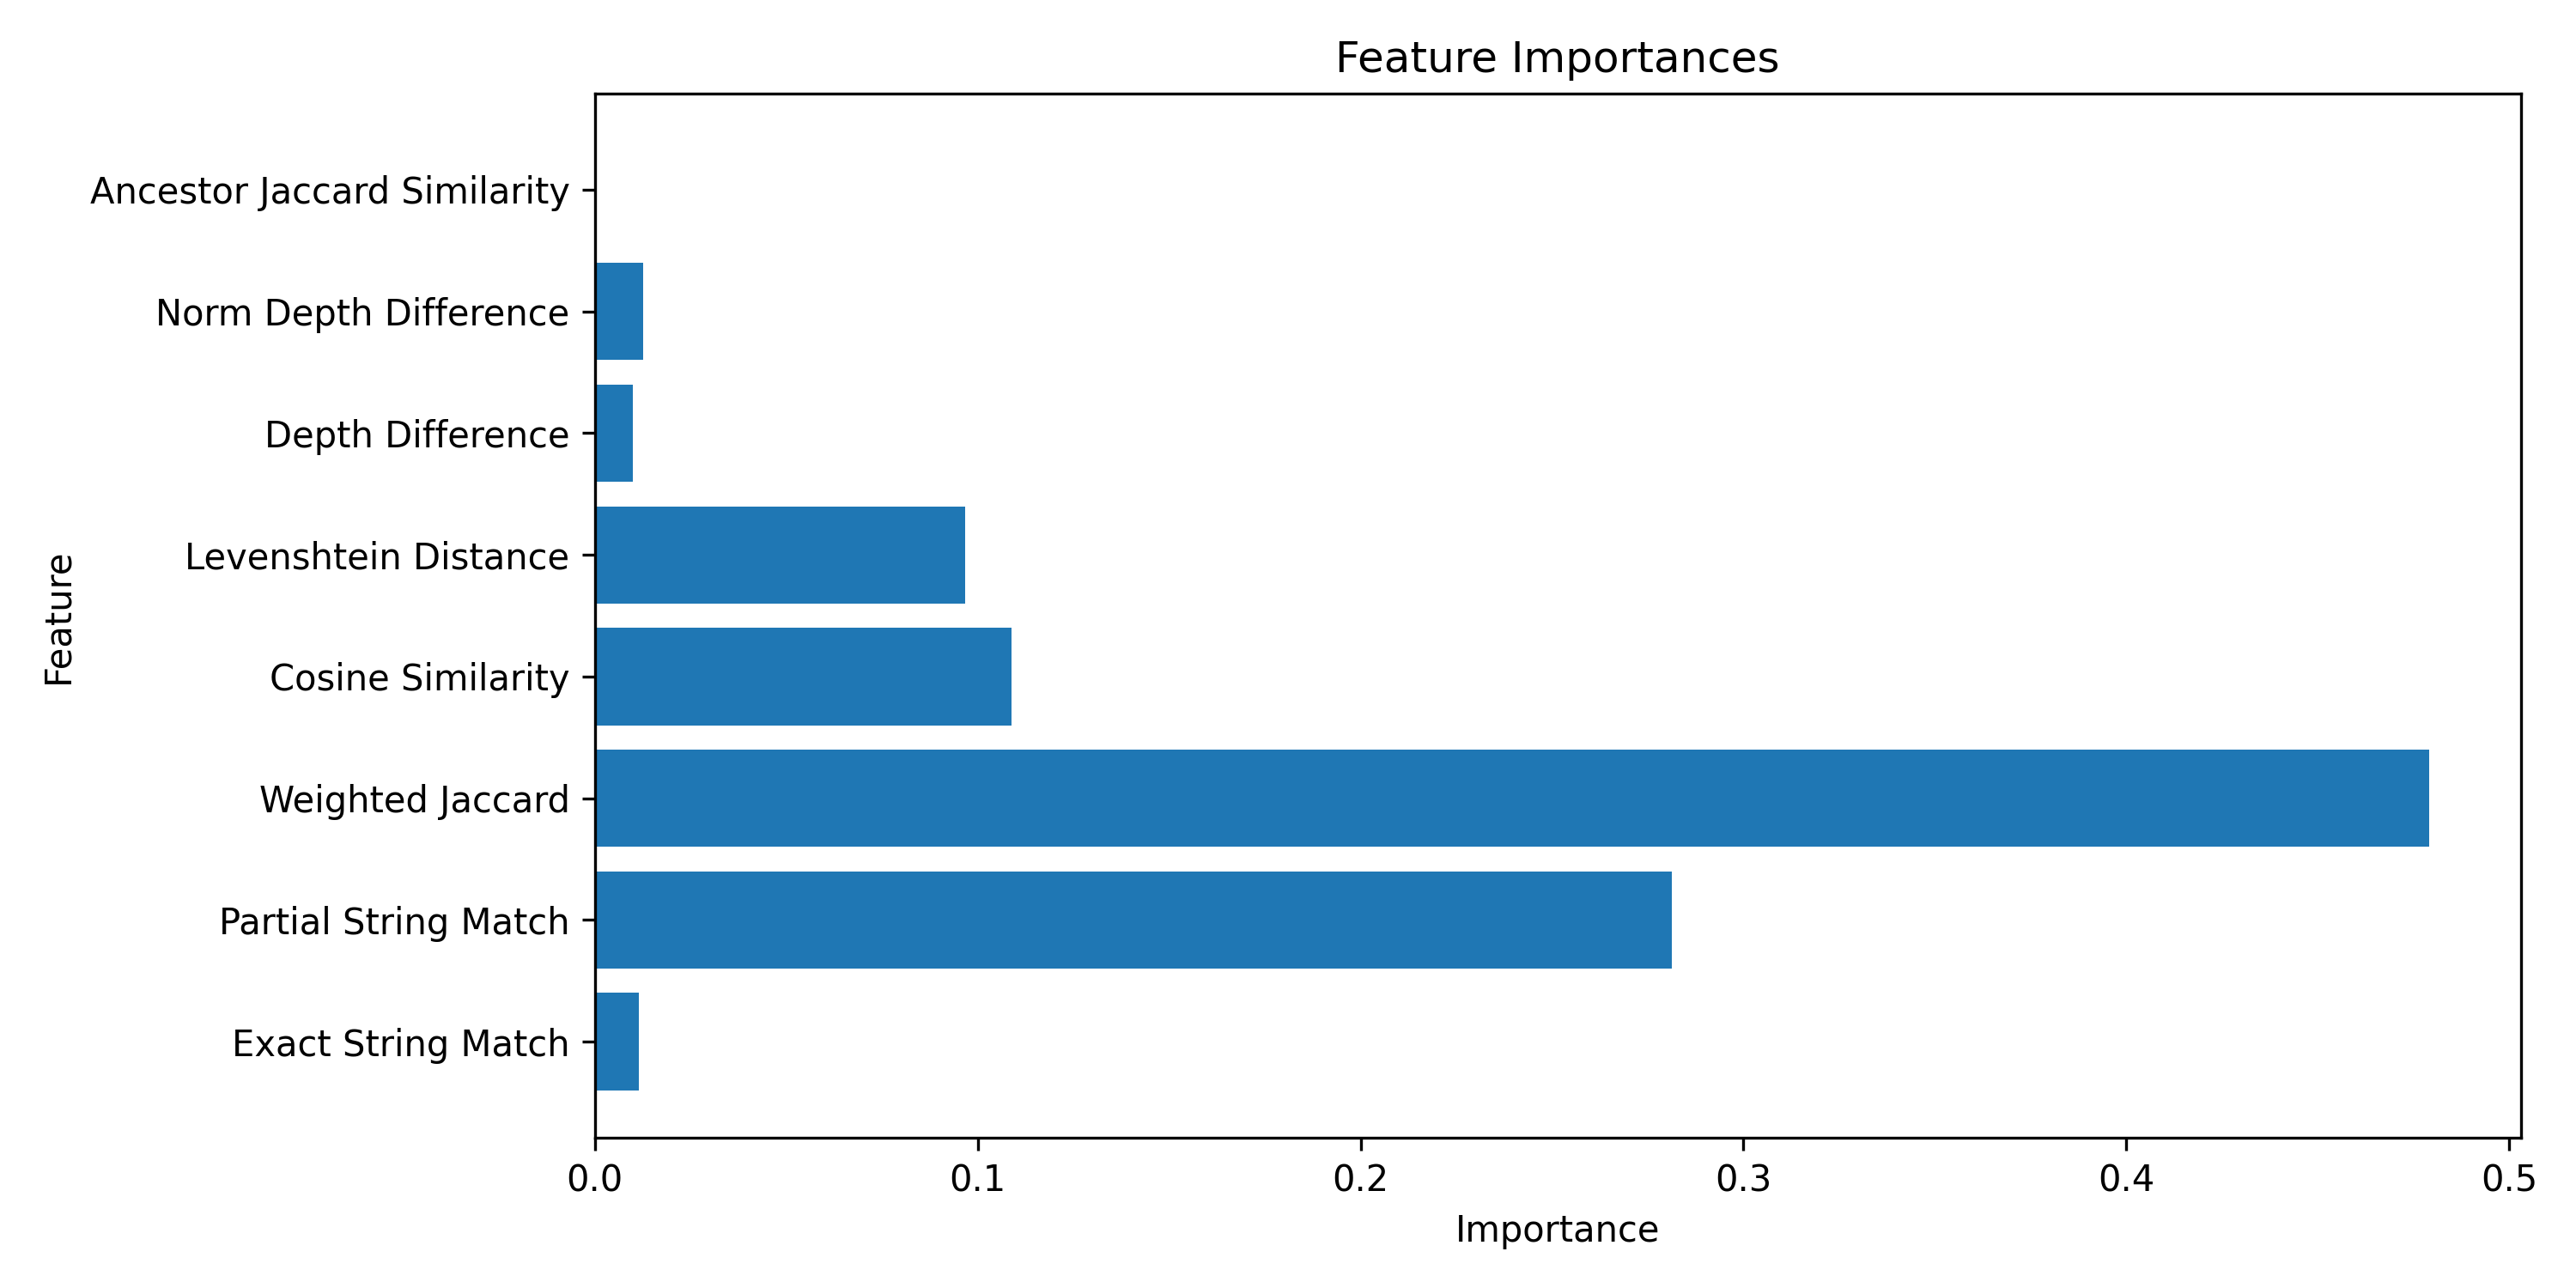 Feature Importances
Ancestor Jaccard Similarity
Norm Depth Difference
Depth Difference
Levenshtein Distance
Cosine Similarity
Weighted Jaccard
Partial String Match
Exact String Match
Feature
0.0 0.1 0.2 0.3 0.4 0.5
Importance